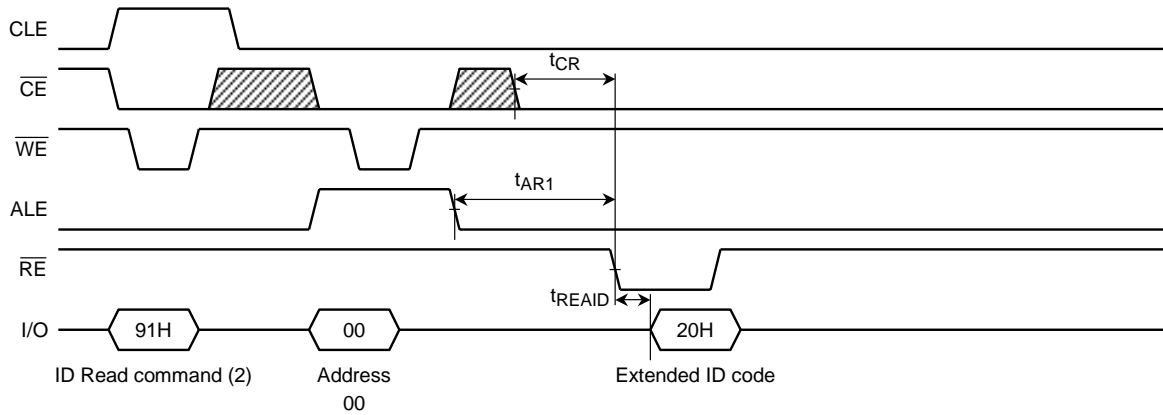 CLE
tCR
CE
WE
tAR1
ALE
RE
tREAID
I/O
91H
00
20H
ID Read command (2)
Address
00
Extended ID code